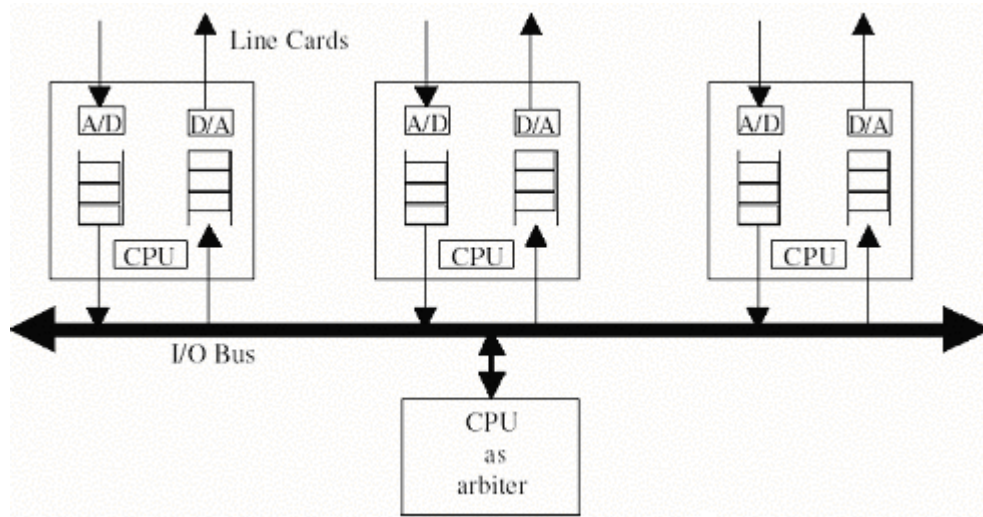 Line Cards
A/D D/A
A/D D/A
A/D D/A
CPU
CPU
CPU
I/O Bus
CPU
as
arbiter